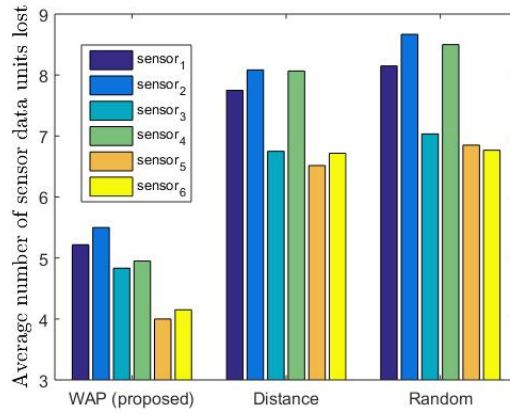 Average number of sensor data units lost
9
8
7
6
5
4
3
sensor₁
sensor₂
sensor₃
sensor₄
sensor₅
sensor₆
WAP (proposed) Distance Random